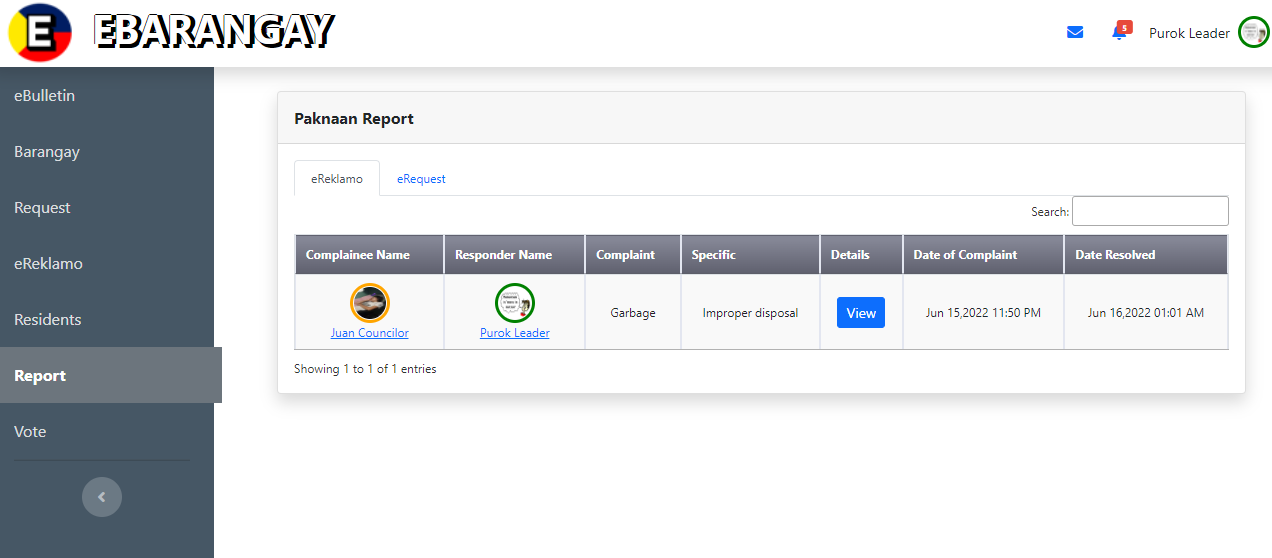 E EBARANGAY
5
Purok Leader
eBulletin
Barangay
Request
eReklamo
Residents
Report
Vote
Paknaan Report
eReklamo eRequest
Search:
Complainee Name Responder Name Complaint Specific Details Date of Complaint Date Resolved
Juan Councilor Purok Leader Garbage Improper disposal View Jun 15,2022 11:50 PM Jun 16,2022 01:01 AM
Showing 1 to 1 of 1 entries